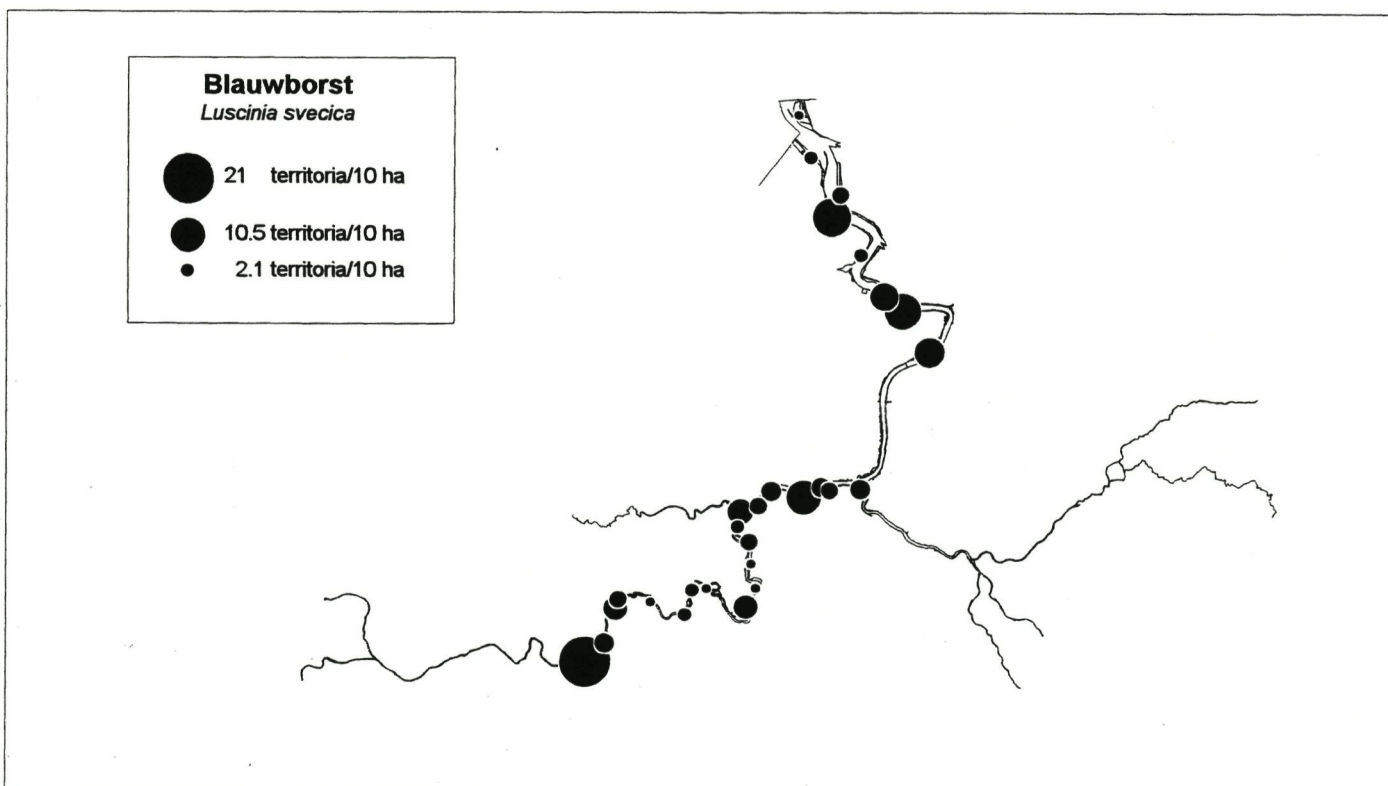 Blauwborst
Luscinia svecica
21 territoria/10 ha
10.5 territoria/10 ha
2.1 territoria/10 ha